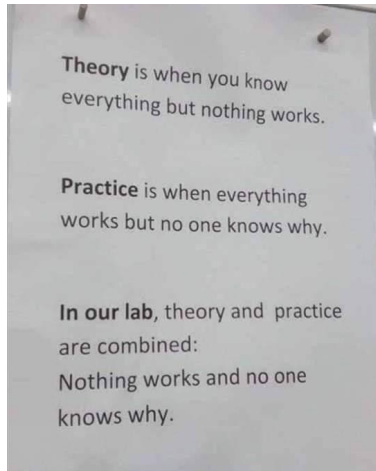 Theory is when you know
everything but nothing works.
Practice is when everything
works but no one knows why.
In our lab, theory and practice
are combined:
Nothing works and no one
knows why.